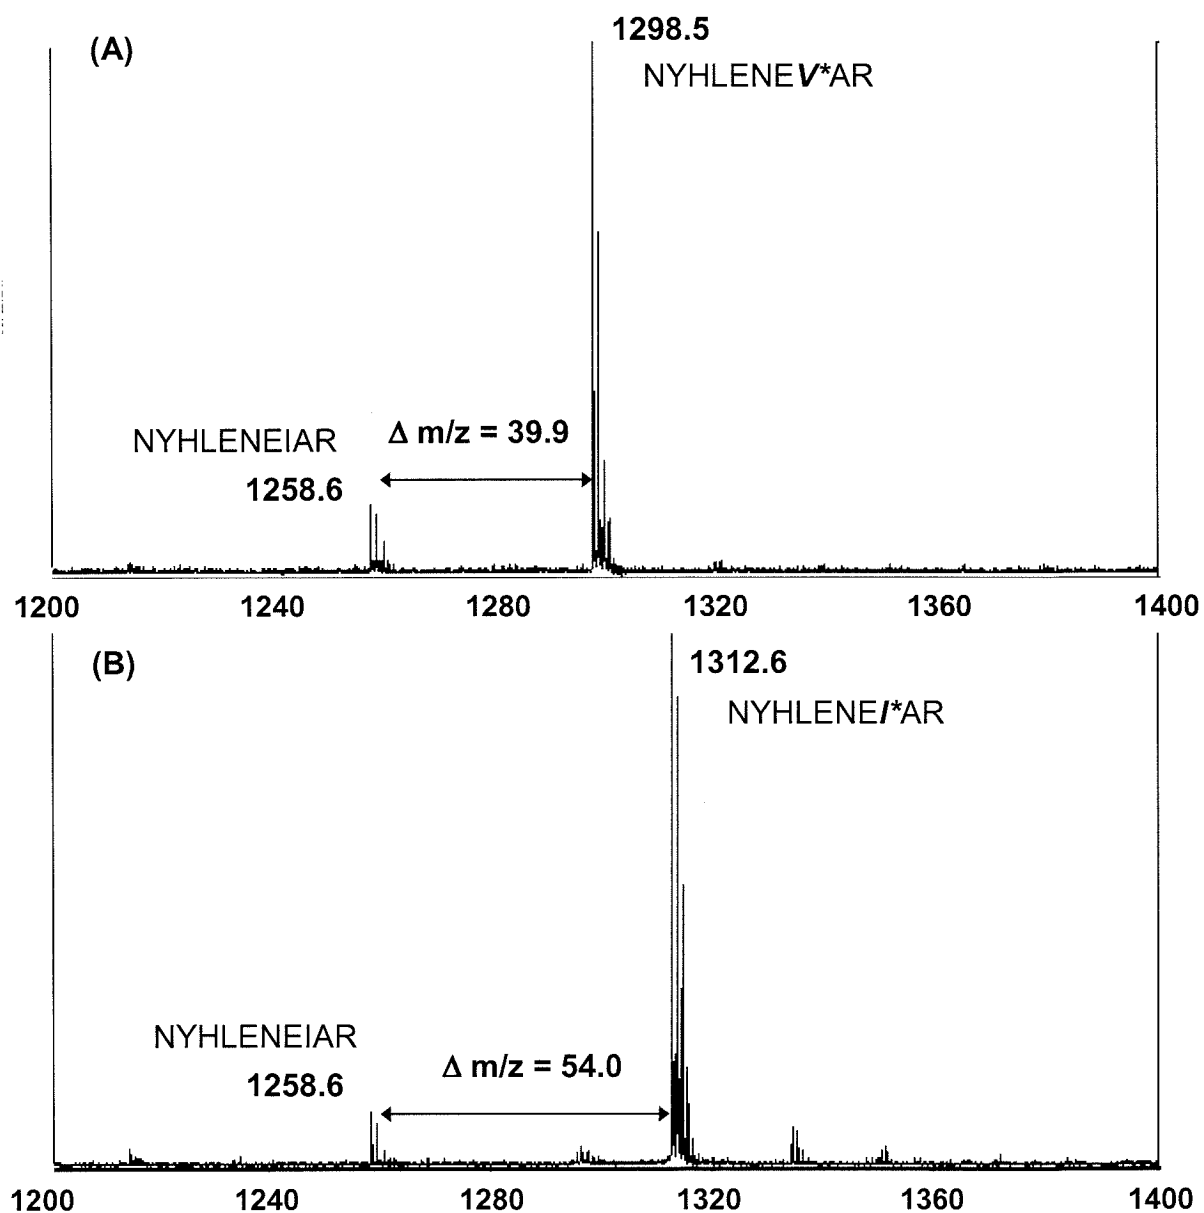 (A)
1298.5
NYHLENEV*AR
NYHLENEIAR
Δ m/z = 39.9
1258.6
1200 1240 1280 1320 1360 1400
(B)
1312.6
NYHLENEI*AR
NYHLENEIAR
Δ m/z = 54.0
1258.6
1200 1240 1280 1320 1360 1400